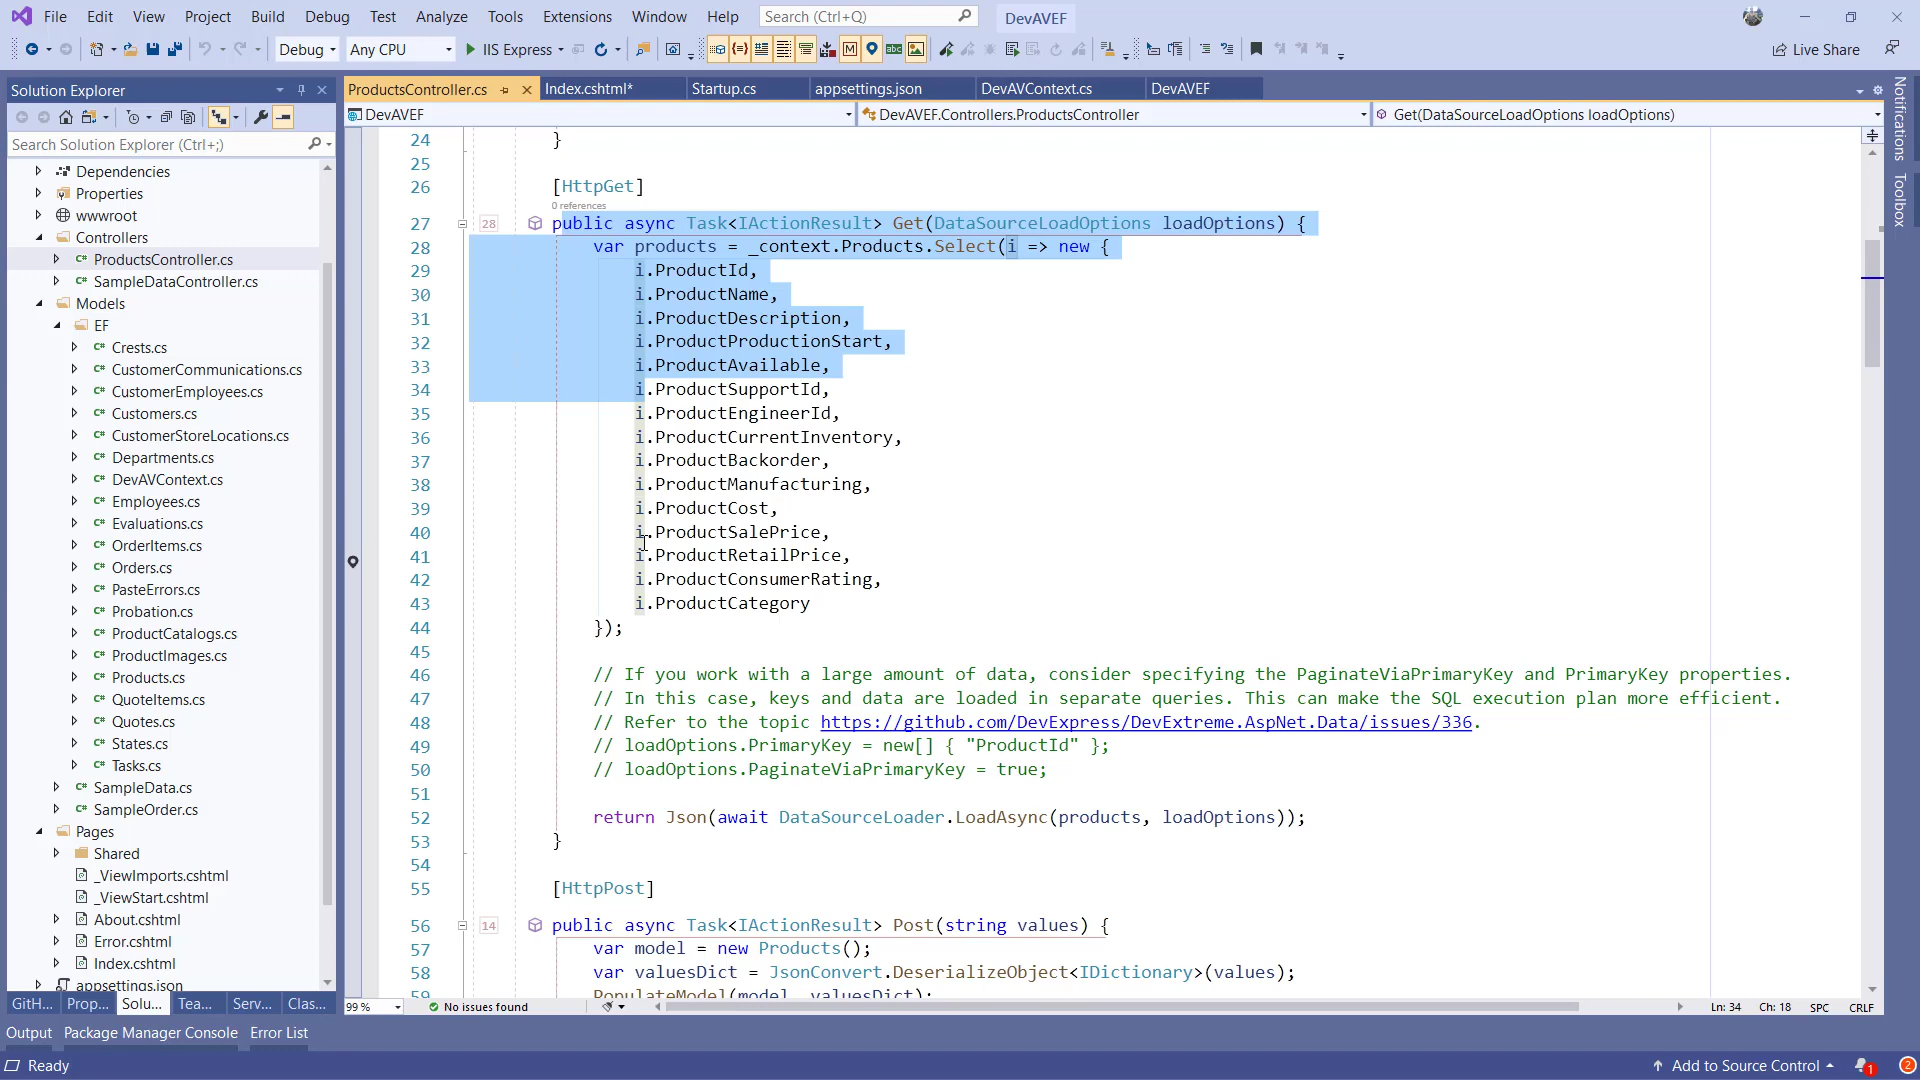 File Edit View Project Build Debug Test Analyze Tools Extensions Window Help Search (Ctrl+Q) DevAVEF
Debug Any CPU IIS Express Live Share
Solution Explorer
Search Solution Explorer (Ctrl+;)
Dependencies
Properties
wwwroot
Controllers
ProductsController.cs
SampleDataController.cs
Models
EF
Crests.cs
CustomerCommunications.cs
CustomerEmployees.cs
Customers.cs
CustomerStoreLocations.cs
Departments.cs
DevAVContext.cs
Employees.cs
Evaluations.cs
OrderItems.cs
Orders.cs
PasteErrors.cs
Probation.cs
ProductCatalogs.cs
ProductImages.cs
Products.cs
QuoteItems.cs
Quotes.cs
States.cs
Tasks.cs
SampleData.cs
SampleOrder.cs
Pages
Shared
_ViewImports.cshtml
_ViewStart.cshtml
About.cshtml
Error.cshtml
Index.cshtml
appsettings.json
GitH... Prop... Solu... Tea... Serv... Clas...
ProductsController.cs Index.cshtml* Startup.cs appsettings.json DevAVContext.cs DevAVEF
DevAVEF DevAVEF.Controllers.ProductsController Get(DataSourceLoadOptions loadOptions)
24 }
25
26 [HttpGet]
0 references
27 28 public async Task<IActionResult> Get(DataSourceLoadOptions loadOptions) {
28 var products = _context.Products.Select(i => new {
29 i.ProductId,
30 i.ProductName,
31 i.ProductDescription,
32 i.ProductProductionStart,
33 i.ProductAvailable,
34 i.ProductSupportId,
35 i.ProductEngineerId,
36 i.ProductCurrentInventory,
37 i.ProductBackorder,
38 i.ProductManufacturing,
39 i.ProductCost,
40 i.ProductSalePrice,
41 i.ProductRetailPrice,
42 i.ProductConsumerRating,
43 i.ProductCategory
44 });
45
46 // If you work with a large amount of data, consider specifying the PaginateViaPrimaryKey and PrimaryKey properties.
47 // In this case, keys and data are loaded in separate queries. This can make the SQL execution plan more efficient.
48 // Refer to the topic https://github.com/DevExpress/DevExtreme.AspNet.Data/issues/336.
49 // loadOptions.PrimaryKey = new[] { "ProductId" };
50 // loadOptions.PaginateViaPrimaryKey = true;
51
52 return Json(await DataSourceLoader.LoadAsync(products, loadOptions));
53 }
54
55 [HttpPost]
56 14 public async Task<IActionResult> Post(string values) {
57 var model = new Products();
58 var valuesDict = JsonConvert.DeserializeObject<IDictionary>(values);
59 PopulateModel(model, valuesDict);
99 % No issues found Ln: 34 Ch: 18 SPC CRLF
Notifications
Toolbox
Output Package Manager Console Error List
Ready Add to Source Control 1 2